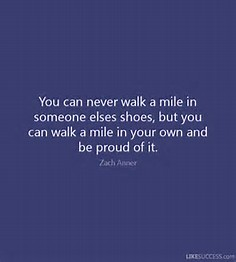 You can never walk a mile in
someone elses shoes, but you
can walk a mile in your own and
be proud of it.
Zach Anner
LIKESUCCESS.com